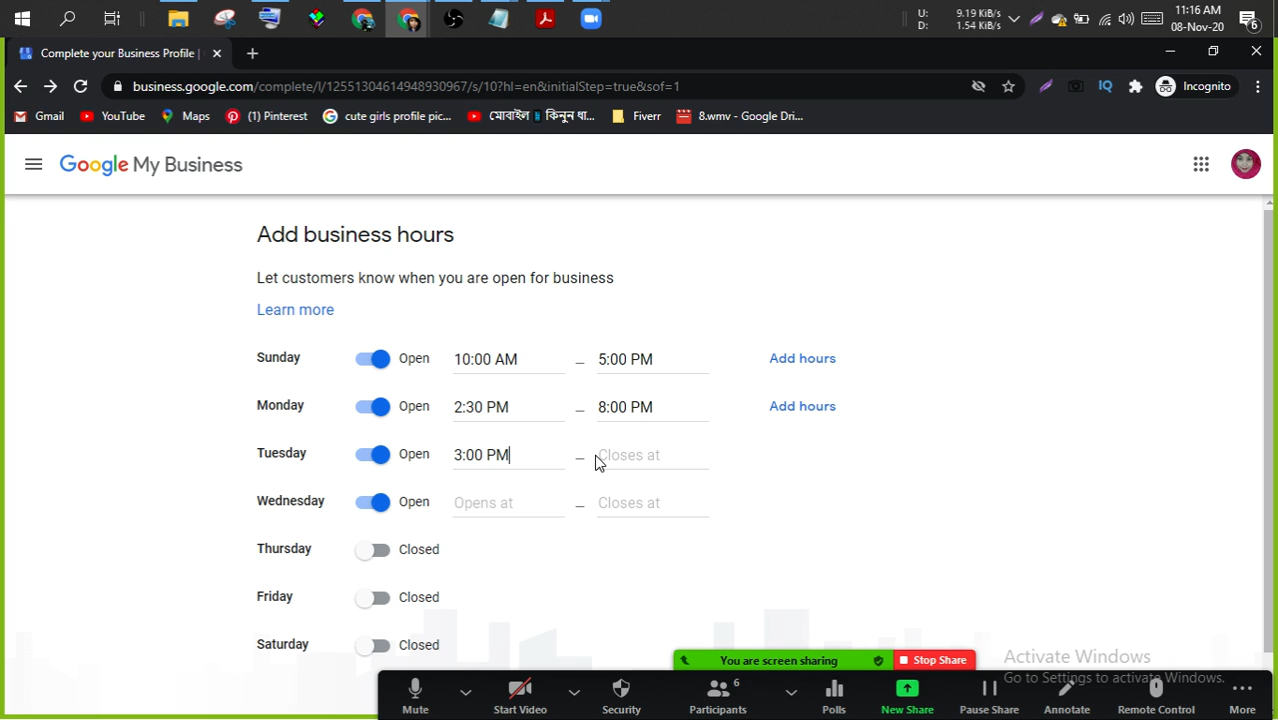 U:
D:
9.19 KiB/s
1.54 KiB/s
11:16 AM
08-Nov-20
6
Complete your Business Profile |
business.google.com/complete/l/12551304614948930967/s/10?hl=en&initialStep=true&sof=1
IQ
Incognito
Gmail
YouTube
Maps
(1) Pinterest
cute girls profile pic...
মোবাইল📱কিনুন ধা...
Fiverr
8.wmv - Google Dri...
Google My Business
Add business hours
Let customers know when you are open for business
Learn more
Sunday Open 10:00 AM – 5:00 PM Add hours
Monday Open 2:30 PM – 8:00 PM Add hours
Tuesday Open 3:00 PM – Closes at
Wednesday Open Opens at – Closes at
Thursday Closed
Friday Closed
Saturday Closed
You are screen sharing
Stop Share
Activate Windows
Go to Settings to activate Windows.
Mute
Start Video
Security
Participants
6
Polls
New Share
Pause Share
Annotate
Remote Control
More